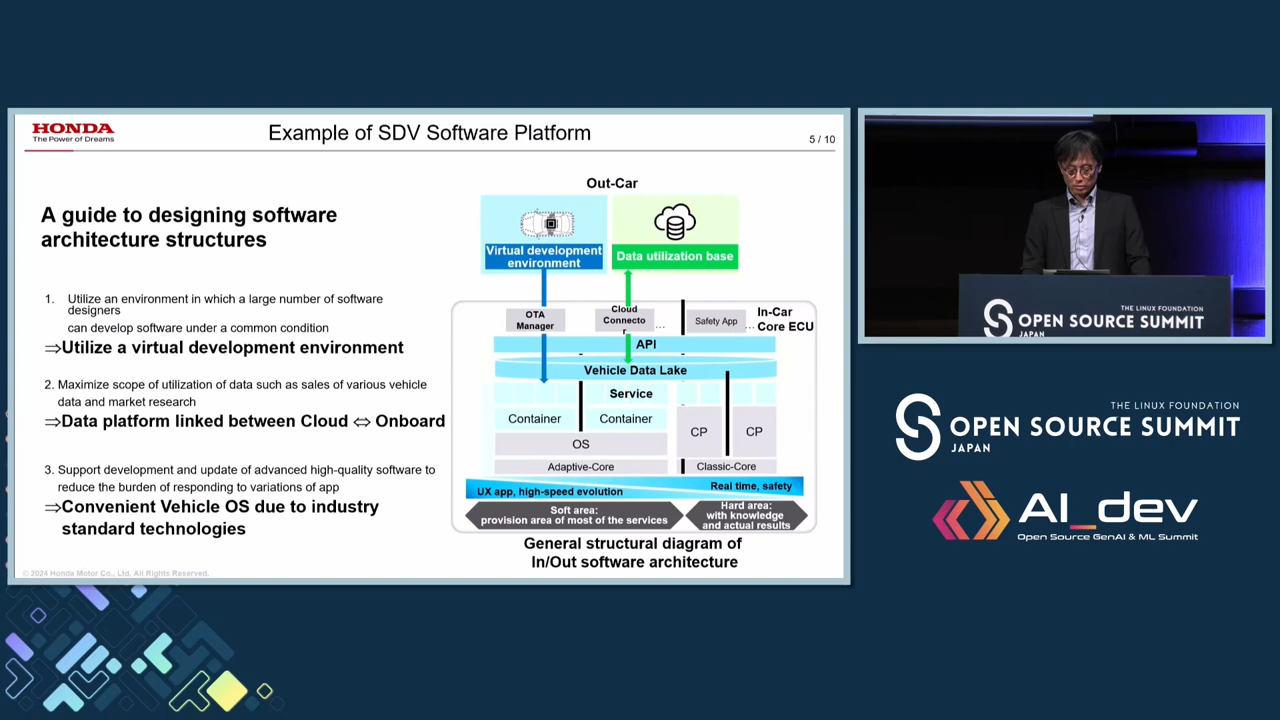 HONDA
The Power of Dreams
Example of SDV Software Platform
5 / 10
A guide to designing software
architecture structures
1. Utilize an environment in which a large number of software
designers
can develop software under a common condition
⇒Utilize a virtual development environment
2. Maximize scope of utilization of data such as sales of various vehicle
data and market research
⇒Data platform linked between Cloud ⇔ Onboard
3. Support development and update of advanced high-quality software to
reduce the burden of responding to variations of app
⇒Convenient Vehicle OS due to industry
standard technologies
Out-Car
Virtual development
environment
Data utilization base
OTA
Manager
Cloud
Connecto
r
...
Safety App
...
In-Car
Core ECU
API
Vehicle Data Lake
Service
Container
Container
CP
CP
OS
Adaptive-Core
Classic-Core
UX app, high-speed evolution
Real time, safety
Soft area:
provision area of most of the services
Hard area:
with knowledge
and actual results
General structural diagram of
In/Out software architecture
© 2024 Honda Motor Co., Ltd. All Rights Reserved.
THE LINUX FOUNDATION
OPEN SOURCE SUMMIT
THE LINUX FOUNDATION
OPEN SOURCE SUMMIT
JAPAN
AI_dev
Open Source GenAI & ML Summit